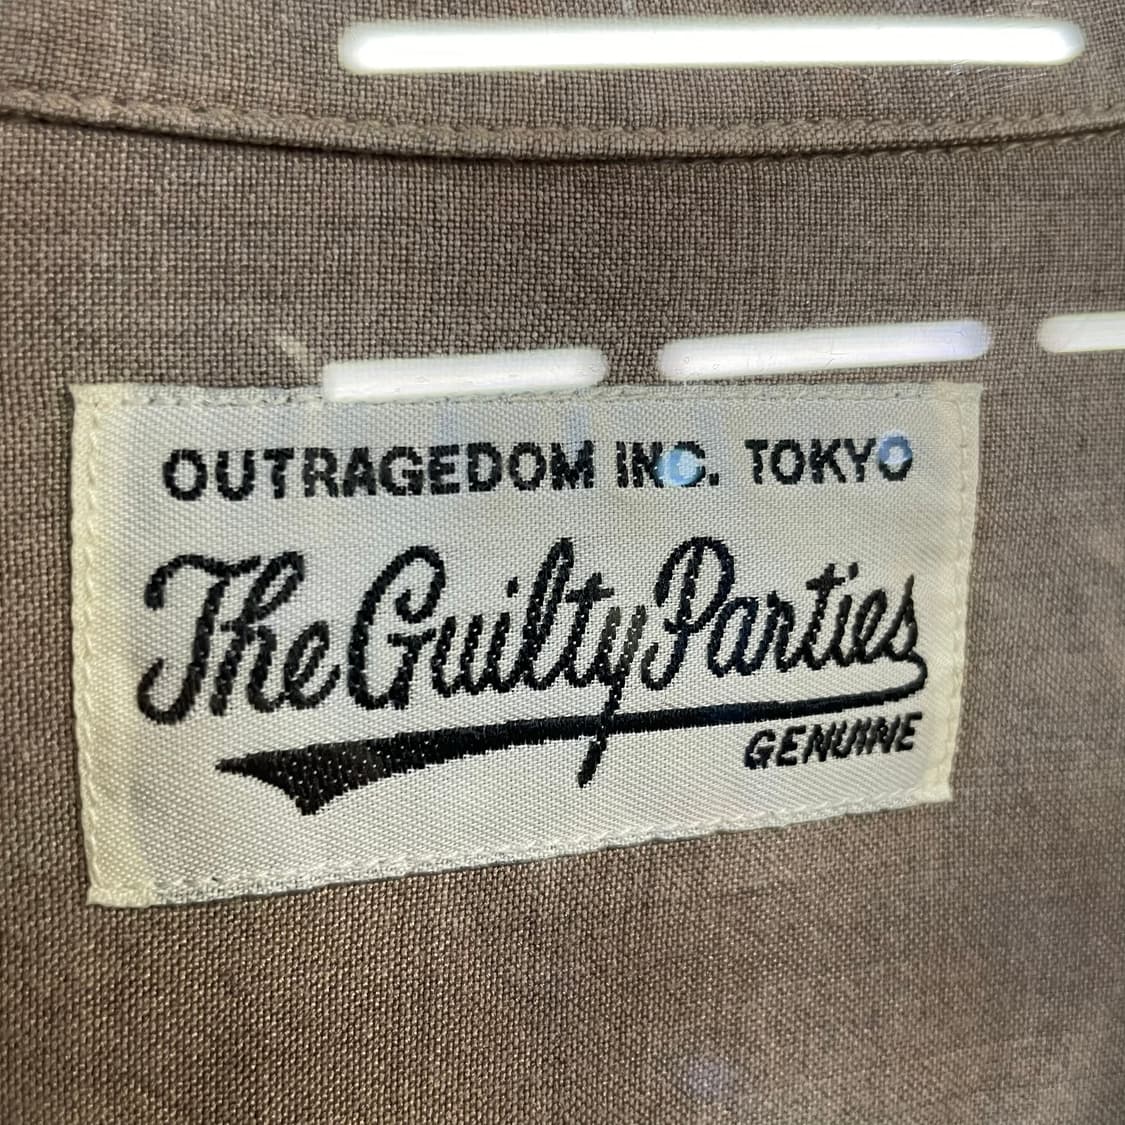 OUTRAGEDOM INC. TOKYO
The Guilty Parties
GENUINE